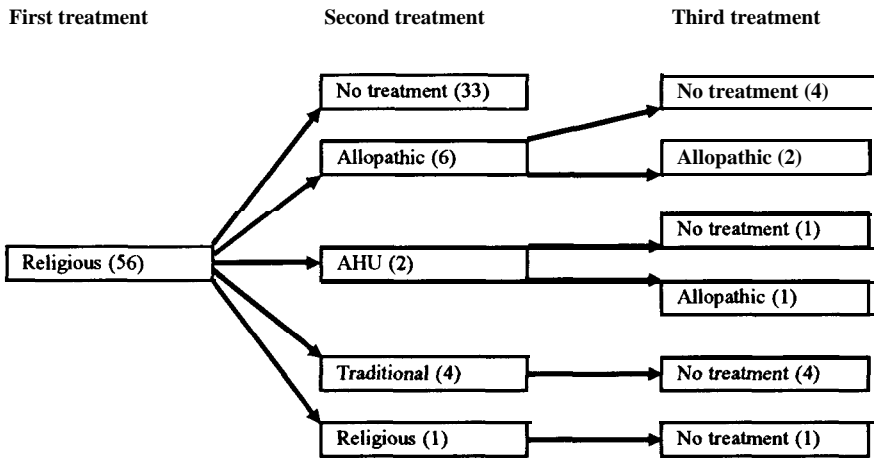 First treatment Second treatment Third treatment
No treatment (33) No treatment (4)
Allopathic (6) Allopathic (2)
No treatment (1)
Religious (56) AHU (2)
Allopathic (1)
Traditional (4) No treatment (4)
Religious (1) No treatment (1)